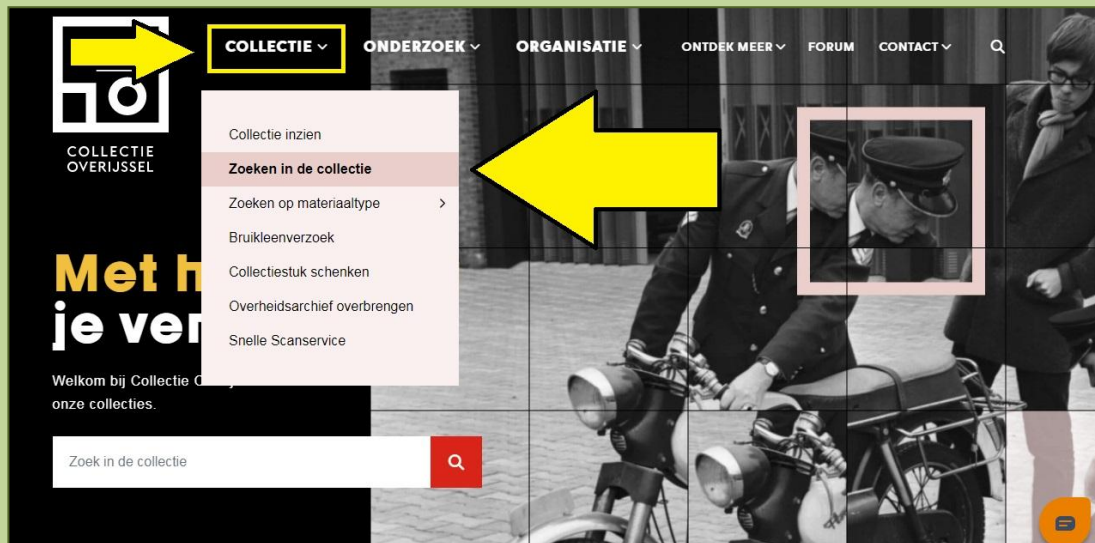 COLLECTIE ONDERZOEK ORGANISATIE ONTDEK MEER FORUM CONTACT
COLLECTIE
OVERIJSSEL
Collectie inzien
Zoeken in de collectie
Zoeken op materiaaltype
Bruikleenverzoek
Collectiestuk schenken
Overheidsarchief overbrengen
Snelle Scanservice
Met
je
Welkom bij Collectie
onze collecties.
Zoek in de collectie